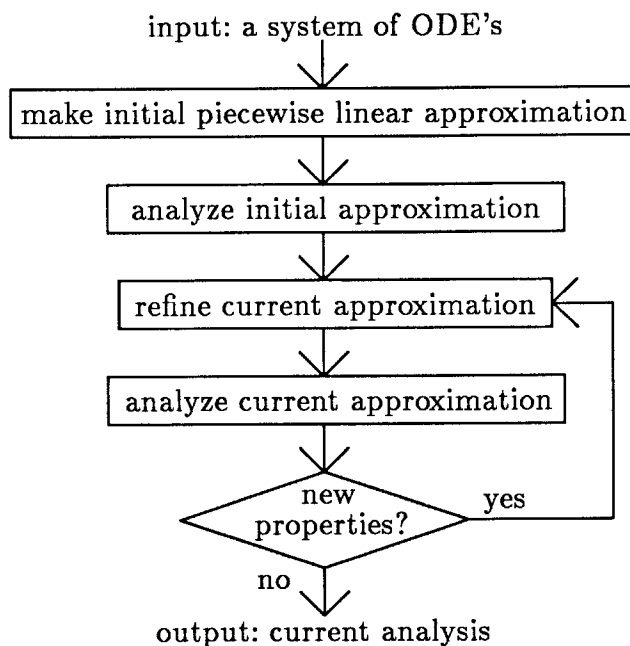 input: a system of ODE's
make initial piecewise linear approximation
analyze initial approximation
refine current approximation
analyze current approximation
new
properties?
yes
no
output: current analysis